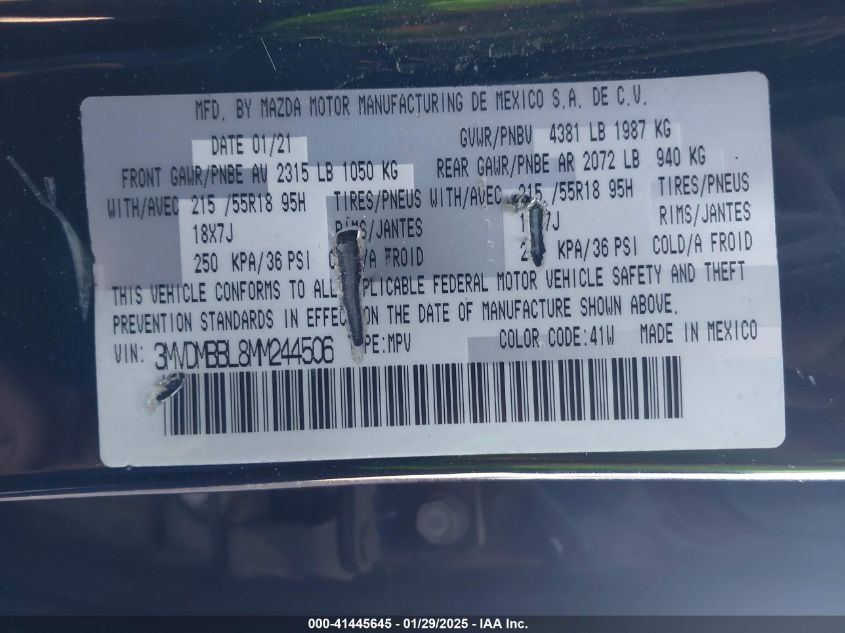 MFD. BY MAZDA MOTOR MANUFACTURING DE MEXICO S.A. DE C.V.
DATE 01/21 GVWR/PNBV 4381 LB 1987 KG
FRONT GAWR/PNBE AV 2315 LB 1050 KG REAR GAWR/PNBE AR 2072 LB 940 KG
WITH/AVEC 215 /55R18 95H TIRES/PNEUS WITH/AVEC 215 /55R18 95H TIRES/PNEUS
18X7J RIMS/JANTES RIMS/JANTES
250 KPA/36 PSI KPA/36 PSI COLD/A FROID
THIS VEHICLE CONFORMS TO ALL APPLICABLE FEDERAL MOTOR VEHICLE SAFETY AND THEFT
PREVENTION STANDARDS IN EFFECT ON THE DATE OF MANUFACTURE SHOWN ABOVE.
VIN: 3MVDMBBL8MM244506 :MPV COLOR CODE:41W MADE IN MEXICO
000-41445645 - 01/29/2025 - IAA Inc.